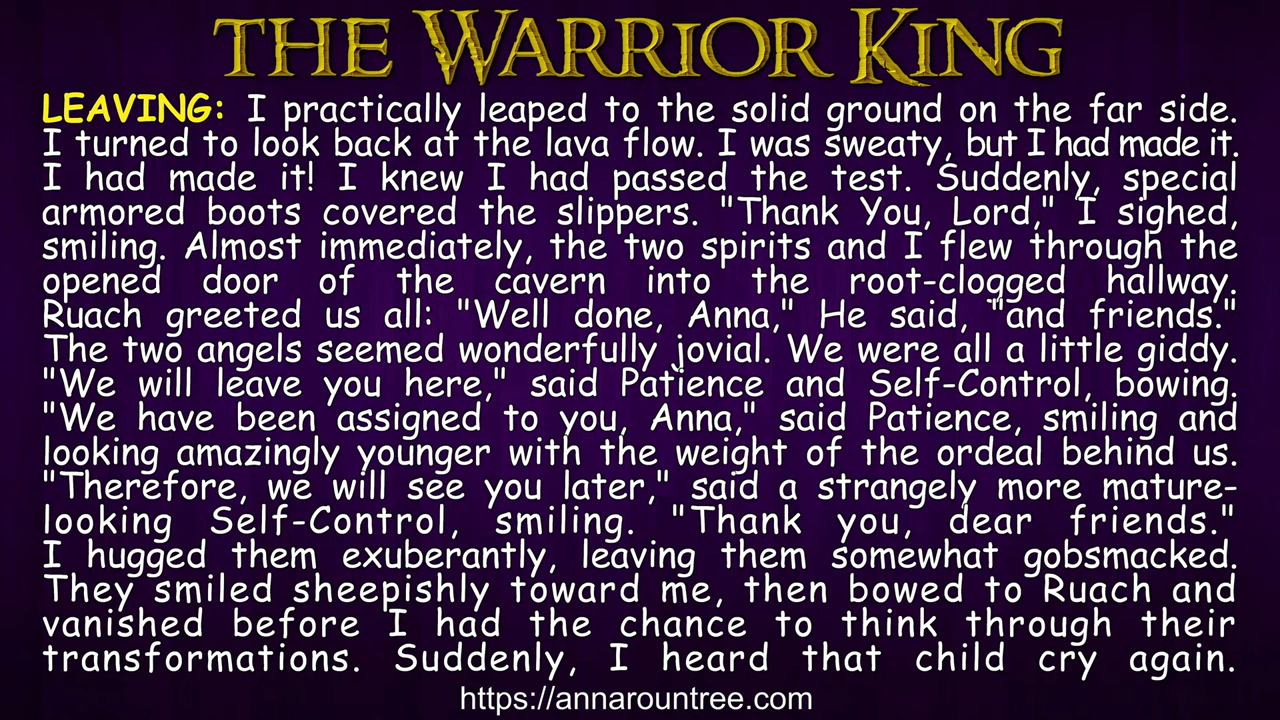 THE WARRIOR KING
LEAVING: I practically leaped to the solid ground on the far side.
I turned to look back at the lava flow. I was sweaty, but I had made it.
I had made it! I knew I had passed the test. Suddenly, special
armored boots covered the slippers. "Thank You, Lord," I sighed,
smiling. Almost immediately, the two spirits and I flew through the
opened door of the cavern into the root-clogged hallway.
Ruach greeted us all: "Well done, Anna," He said, "and friends."
The two angels seemed wonderfully jovial. We were all a little giddy.
"We will leave you here," said Patience and Self-Control, bowing.
"We have been assigned to you, Anna," said Patience, smiling and
looking amazingly younger with the weight of the ordeal behind us.
"Therefore, we will see you later," said a strangely more mature-
looking Self-Control, smiling. "Thank you, dear friends."
I hugged them exuberantly, leaving them somewhat gobsmacked.
They smiled sheepishly toward me, then bowed to Ruach and
vanished before I had the chance to think through their
transformations. Suddenly, I heard that child cry again.
https://annarountree.com